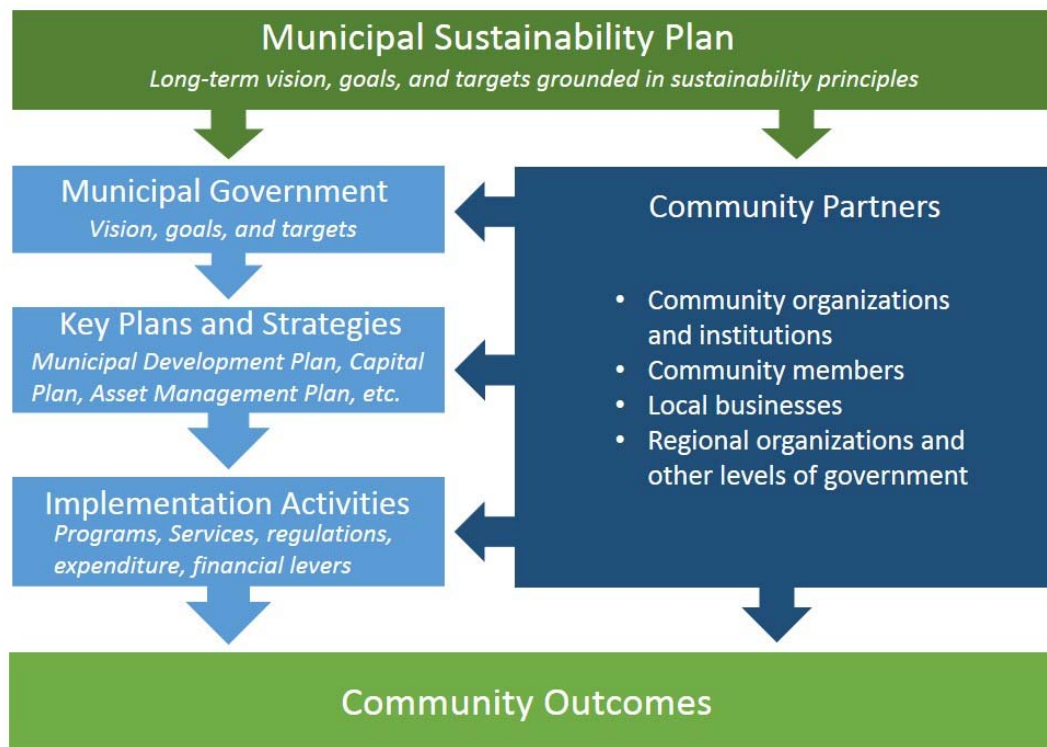 Municipal Sustainability Plan
Long-term vision, goals, and targets grounded in sustainability principles
Municipal Government
Vision, goals, and targets
Key Plans and Strategies
Municipal Development Plan, Capital
Plan, Asset Management Plan, etc.
Implementation Activities
Programs, Services, regulations,
expenditure, financial levers
Community Partners
• Community organizations
and institutions
• Community members
• Local businesses
• Regional organizations and
other levels of government
Community Outcomes